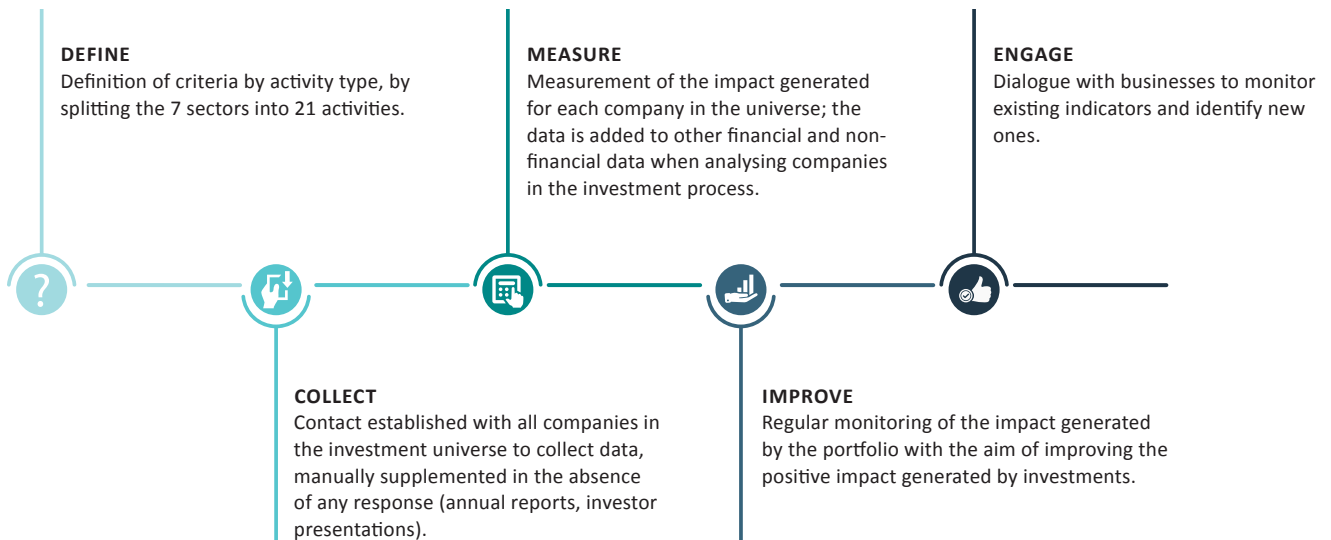 DEFINE
Definition of criteria by activity type, by
splitting the 7 sectors into 21 activities.
?
COLLECT
Contact established with all companies in
the investment universe to collect data,
manually supplemented in the absence
of any response (annual reports, investor
presentations).
MEASURE
Measurement of the impact generated
for each company in the universe; the
data is added to other financial and non-
financial data when analysing companies
in the investment process.
IMPROVE
Regular monitoring of the impact generated
by the portfolio with the aim of improving the
positive impact generated by investments.
ENGAGE
Dialogue with businesses to monitor
existing indicators and identify new
ones.